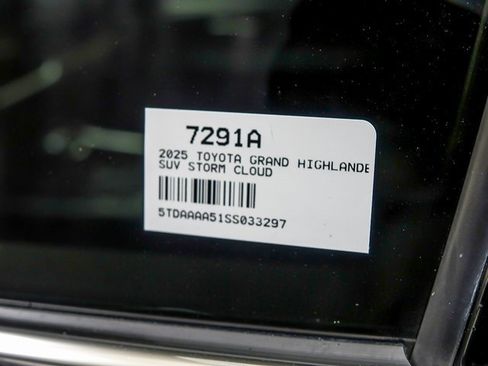 7291A
2025 TOYOTA GRAND HIGHLANDE
SUV STORM CLOUD
5TDAAAA51SS033297